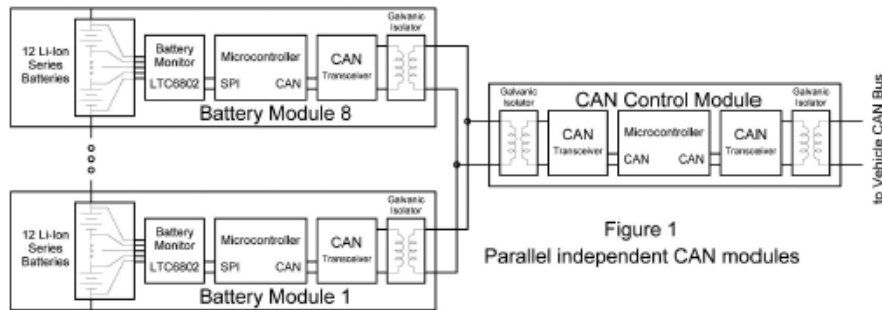 12 Li-Ion
Series
Batteries
Battery
Monitor
LTC6802
Microcontroller
SPI
CAN
CAN
Transceiver
Galvanic
Isolator
Battery Module 8
12 Li-Ion
Series
Batteries
Battery
Monitor
LTC6802
Microcontroller
SPI
CAN
CAN
Transceiver
Galvanic
Isolator
Battery Module 1
Galvanic
Isolator
CAN Control Module
Galvanic
Isolator
CAN
Transceiver
Microcontroller
CAN
CAN
CAN
Transceiver
to Vehicle CAN Bus
Figure 1
Parallel independent CAN modules